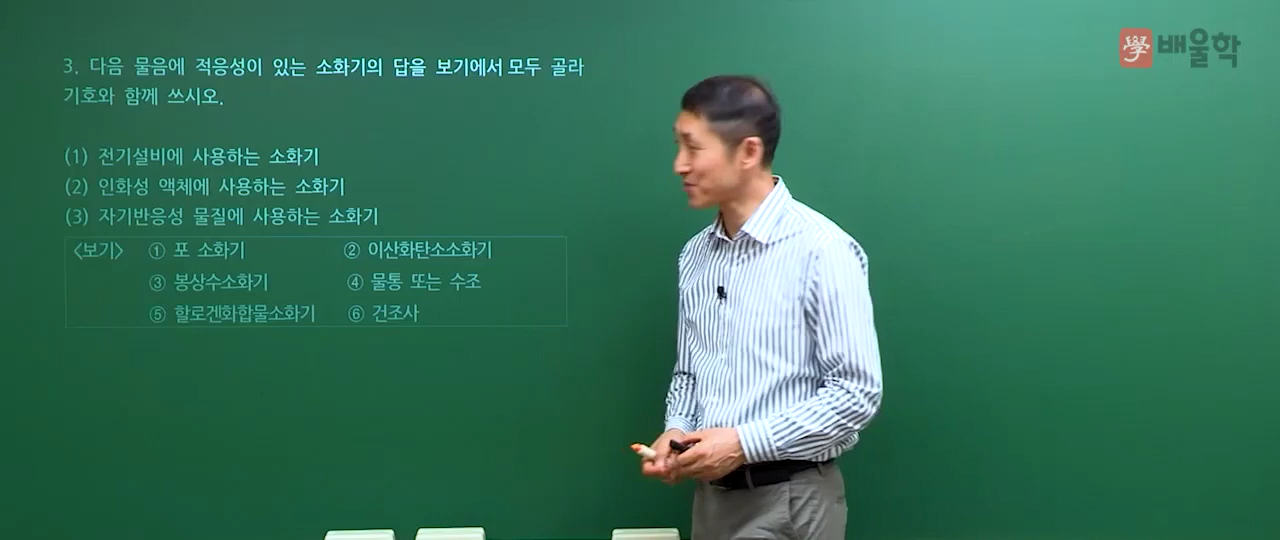 學 배울학
3. 다음 물음에 적응성이 있는 소화기의 답을 보기에서 모두 골라
기호와 함께 쓰시오.
(1) 전기설비에 사용하는 소화기
(2) 인화성 액체에 사용하는 소화기
(3) 자기반응성 물질에 사용하는 소화기
〈보기〉 ① 포 소화기 ② 이산화탄소소화기
③ 봉상수소화기 ④ 물통 또는 수조
⑤ 할로겐화합물소화기 ⑥ 건조사